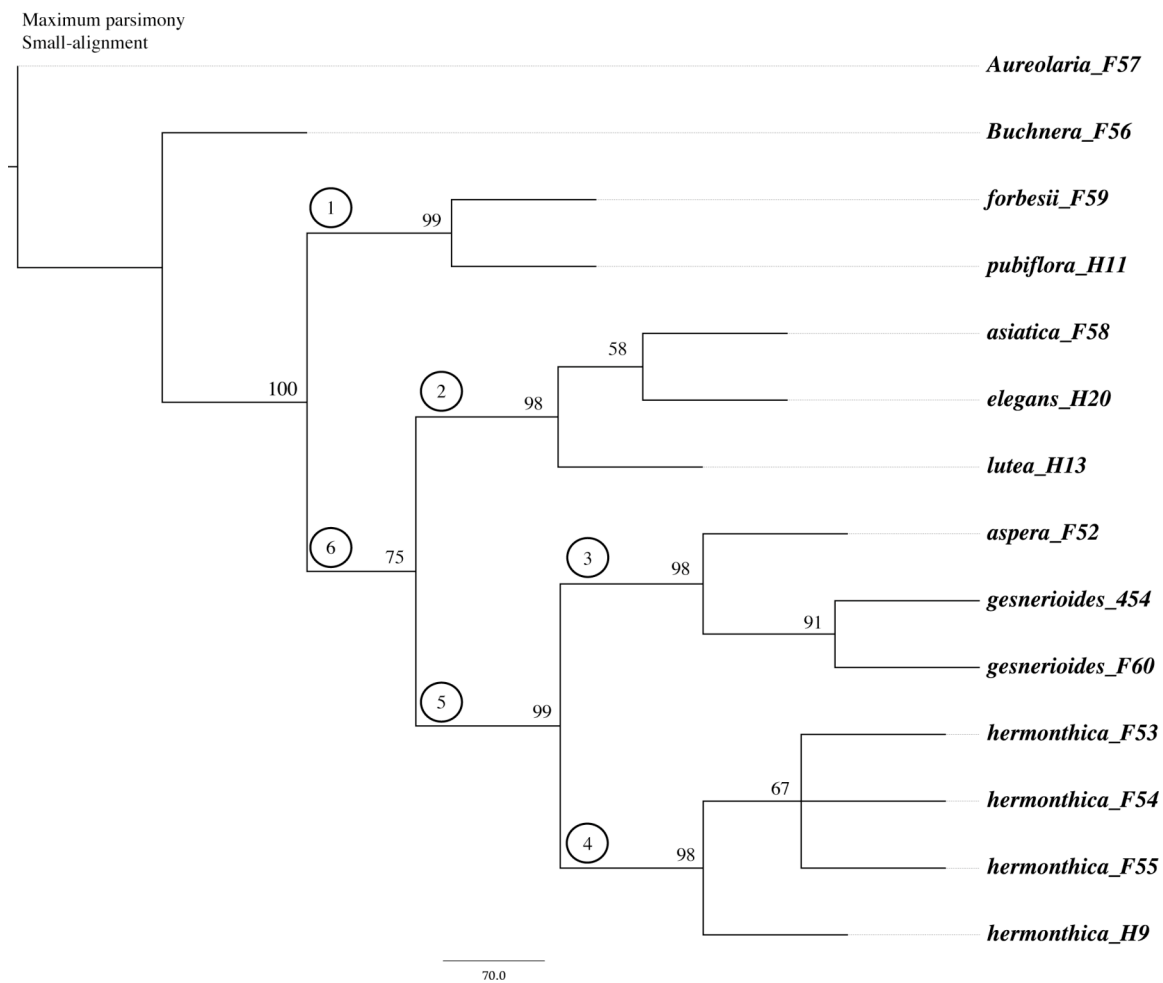 Maximum parsimony
Small-alignment
Aureolaria_F57
Buchnera_F56
1
99
forbesii_F59
pubiflora_H11
asiatica_F58
58
100
2
98
elegans_H20
lutea_H13
6
75
3
98
aspera_F52
gesnerioides_454
91
gesnerioides_F60
5
99
hermonthica_F53
67
hermonthica_F54
4
98
hermonthica_F55
hermonthica_H9
70.0